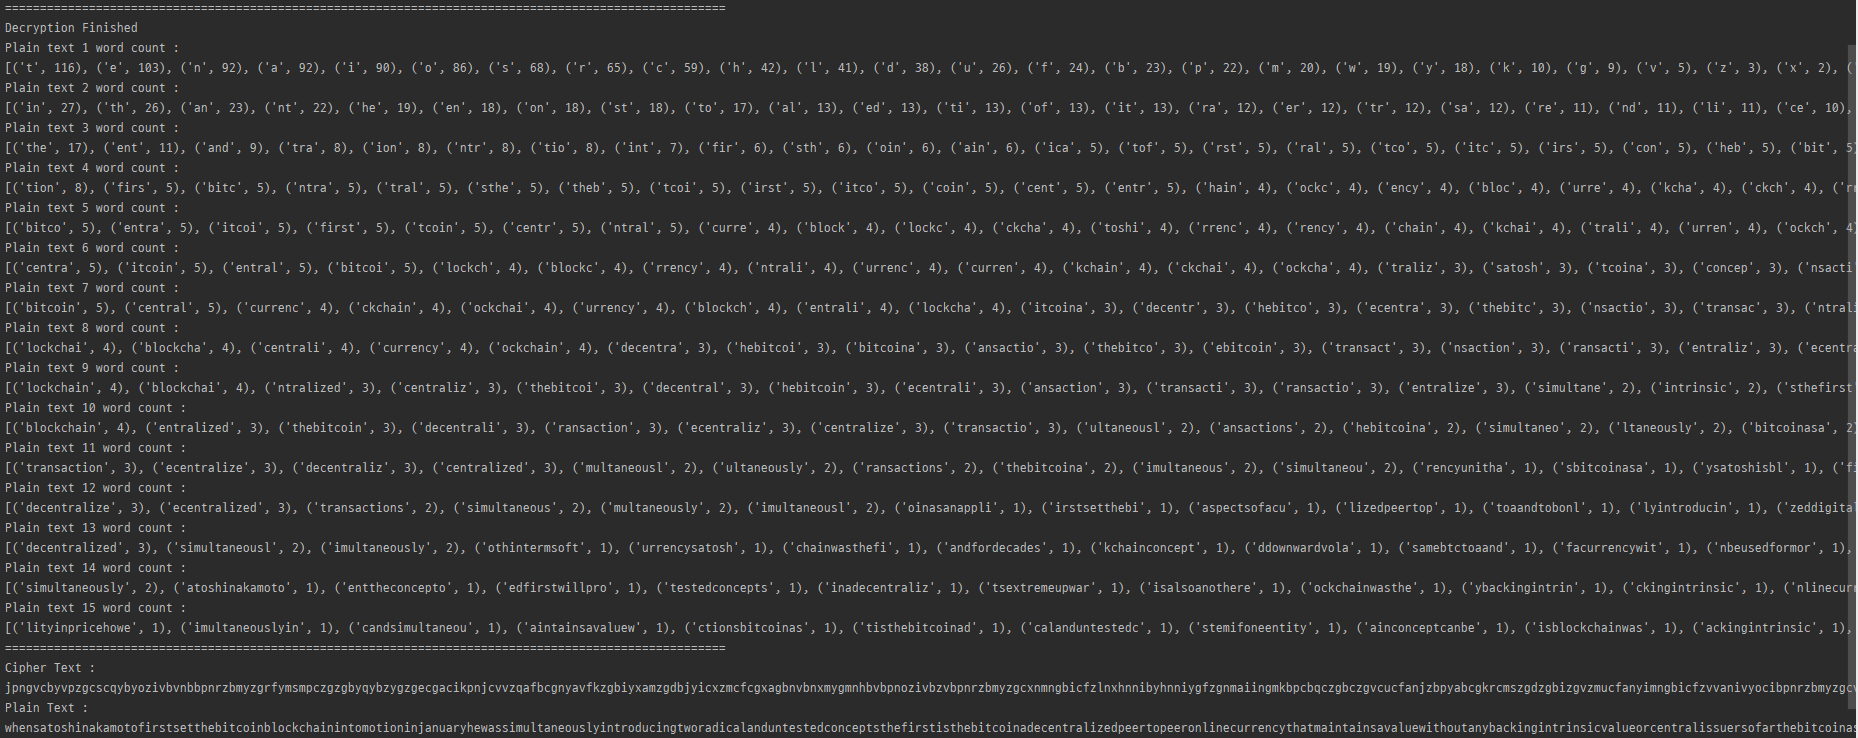 =======================================================================================================
Decryption Finished
Plain text 1 word count :
[('t', 116), ('e', 103), ('n', 92), ('a', 92), ('i', 90), ('o', 86), ('s', 68), ('r', 65), ('c', 59), ('h', 42), ('l', 41), ('d', 38), ('u', 26), ('f', 24), ('b', 23), ('p', 22), ('m', 20), ('w', 19), ('y', 18), ('k', 10), ('g', 9), ('v', 5), ('z', 3), ('x', 2), (
Plain text 2 word count :
[('in', 27), ('th', 26), ('an', 23), ('nt', 22), ('he', 19), ('en', 18), ('on', 18), ('st', 18), ('to', 17), ('al', 13), ('ed', 13), ('ti', 13), ('of', 13), ('it', 13), ('ra', 12), ('er', 12), ('tr', 12), ('sa', 12), ('re', 11), ('nd', 11), ('li', 11), ('ce', 10),
Plain text 3 word count :
[('the', 17), ('ent', 11), ('and', 9), ('tra', 8), ('ion', 8), ('ntr', 8), ('tio', 8), ('int', 7), ('fir', 6), ('sth', 6), ('oin', 6), ('ain', 6), ('ica', 5), ('tof', 5), ('rst', 5), ('ral', 5), ('tco', 5), ('itc', 5), ('irs', 5), ('con', 5), ('heb', 5), ('bit', 5)
Plain text 4 word count :
[('tion', 8), ('firs', 5), ('bitc', 5), ('ntra', 5), ('tral', 5), ('sthe', 5), ('theb', 5), ('tcoi', 5), ('irst', 5), ('itco', 5), ('coin', 5), ('cent', 5), ('entr', 5), ('hain', 4), ('ockc', 4), ('ency', 4), ('bloc', 4), ('urre', 4), ('kcha', 4), ('ckch', 4), ('rr
Plain text 5 word count :
[('bitco', 5), ('entra', 5), ('itcoi', 5), ('first', 5), ('tcoin', 5), ('centr', 5), ('ntral', 5), ('curre', 4), ('block', 4), ('lockc', 4), ('ckcha', 4), ('toshi', 4), ('rrenc', 4), ('rency', 4), ('chain', 4), ('kchai', 4), ('trali', 4), ('urren', 4), ('ockch', 4)
Plain text 6 word count :
[('centra', 5), ('itcoin', 5), ('entral', 5), ('bitcoi', 5), ('lockch', 4), ('blockc', 4), ('rrency', 4), ('ntrali', 4), ('urrenc', 4), ('curren', 4), ('kchain', 4), ('ckchai', 4), ('ockcha', 4), ('traliz', 3), ('satosh', 3), ('tcoina', 3), ('concep', 3), ('nsacti
Plain text 7 word count :
[('bitcoin', 5), ('central', 5), ('currenc', 4), ('ckchain', 4), ('ockchai', 4), ('urrency', 4), ('blockch', 4), ('entrali', 4), ('lockcha', 4), ('itcoina', 3), ('decentr', 3), ('hebitco', 3), ('ecentra', 3), ('thebitc', 3), ('nsactio', 3), ('transac', 3), ('ntrali
Plain text 8 word count :
[('lockchai', 4), ('blockcha', 4), ('centrali', 4), ('currency', 4), ('ockchain', 4), ('decentra', 3), ('hebitcoi', 3), ('bitcoina', 3), ('ansactio', 3), ('thebitco', 3), ('ebitcoin', 3), ('transact', 3), ('nsaction', 3), ('ransacti', 3), ('entraliz', 3), ('ecentra
Plain text 9 word count :
[('lockchain', 4), ('blockchai', 4), ('ntralized', 3), ('centraliz', 3), ('thebitcoi', 3), ('decentral', 3), ('hebitcoin', 3), ('ecentrali', 3), ('ansaction', 3), ('transacti', 3), ('ransactio', 3), ('entralize', 3), ('simultane', 2), ('intrinsic', 2), ('sthefirst'
Plain text 10 word count :
[('blockchain', 4), ('entralized', 3), ('thebitcoin', 3), ('decentrali', 3), ('ransaction', 3), ('ecentraliz', 3), ('centralize', 3), ('transactio', 3), ('ultaneousl', 2), ('ansactions', 2), ('hebitcoina', 2), ('simultaneo', 2), ('ltaneously', 2), ('bitcoinasa', 2)
Plain text 11 word count :
[('transaction', 3), ('ecentralize', 3), ('decentraliz', 3), ('centralized', 3), ('multaneousl', 2), ('ultaneously', 2), ('ransactions', 2), ('thebitcoina', 2), ('imultaneous', 2), ('simultaneou', 2), ('rencyunitha', 1), ('sbitcoinasa', 1), ('ysatoshisbl', 1), ('fi
Plain text 12 word count :
[('decentralize', 3), ('ecentralized', 3), ('transactions', 2), ('simultaneous', 2), ('multaneously', 2), ('imultaneousl', 2), ('oinasanappli', 1), ('irstsetthebi', 1), ('aspectsofacu', 1), ('lizedpeertop', 1), ('toaandtobonl', 1), ('lyintroducin', 1), ('zeddigital
Plain text 13 word count :
[('decentralized', 3), ('simultaneousl', 2), ('imultaneously', 2), ('othintermsoft', 1), ('urrencysatosh', 1), ('chainwasthefi', 1), ('andfordecades', 1), ('kchainconcept', 1), ('ddownwardvola', 1), ('samebtctoaand', 1), ('facurrencywit', 1), ('nbeusedformor', 1),
Plain text 14 word count :
[('simultaneously', 2), ('atoshinakamoto', 1), ('enttheconcepto', 1), ('edfirstwillpro', 1), ('testedconcepts', 1), ('inadecentraliz', 1), ('tsextremeupwar', 1), ('isalsoanothere', 1), ('ockchainwasthe', 1), ('ybackingintrin', 1), ('ckingintrinsic', 1), ('nlinecurr
Plain text 15 word count :
[('lityinpricehowe', 1), ('imultaneouslyin', 1), ('candsimultaneou', 1), ('aintainsavaluew', 1), ('ctionsbitcoinas', 1), ('tisthebitcoinad', 1), ('calanduntestedc', 1), ('stemifoneentity', 1), ('ainconceptcanbe', 1), ('isblockchainwas', 1), ('ackingintrinsic', 1),
=======================================================================================================
Cipher Text :
jpngvcbyvpzgcscqybyozivbvnbbpnrzbmyzgrfymsmpczgzgbyqybzygzgecgacikpnjcvvzqafbcgnyavfkzgbiyxamzgdbjyicxzmcfcgxagbnvbnxmygmnhbvbpnozivbzvbpnrzbmyzgcxnmngbicfzlnxhnnibyhnniygfzgnmaiingmkbpcbqczgbczgvcucfanjzbpyabcgkrcmszgdzgbizgvzmucfanyimngbicfzvvanivyocibpnrzbmyzgcv
Plain Text :
whensatoshinakamotofirstsetthebitcoinblockchainintomotioninjanuaryhewassimultaneouslyintroducingtworadicalanduntestedconceptsthefirstisthebitcoinadecentralizedpeertopeeronlinecurrencythatmaintainsavaluewithoutanybackingintrinsicvalueorcentralissuersofarthebitcoinas